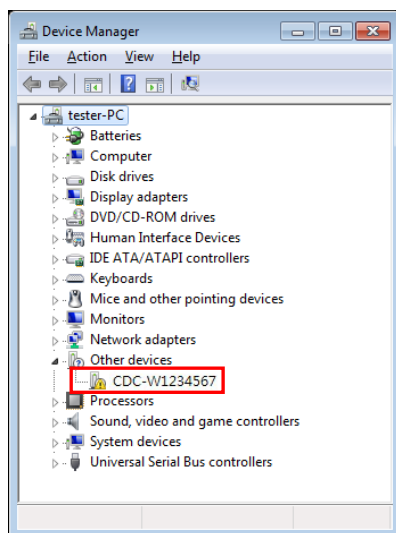 Device Manager
File Action View Help
tester-PC
Batteries
Computer
Disk drives
Display adapters
DVD/CD-ROM drives
Human Interface Devices
IDE ATA/ATAPI controllers
Keyboards
Mice and other pointing devices
Monitors
Network adapters
Other devices
CDC-W1234567
Processors
Sound, video and game controllers
System devices
Universal Serial Bus controllers